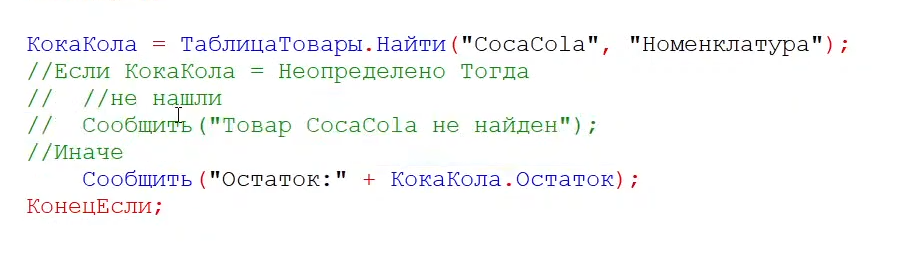 КокаКола = ТаблицаТовары.Найти("CocaCola", "Номенклатура");
//Если КокаКола = Неопределено Тогда
//  //не нашли
//  Сообщить("Товар CocaCola не найден");
//Иначе
    Сообщить("Остаток:" + КокаКола.Остаток);
КонецЕсли;